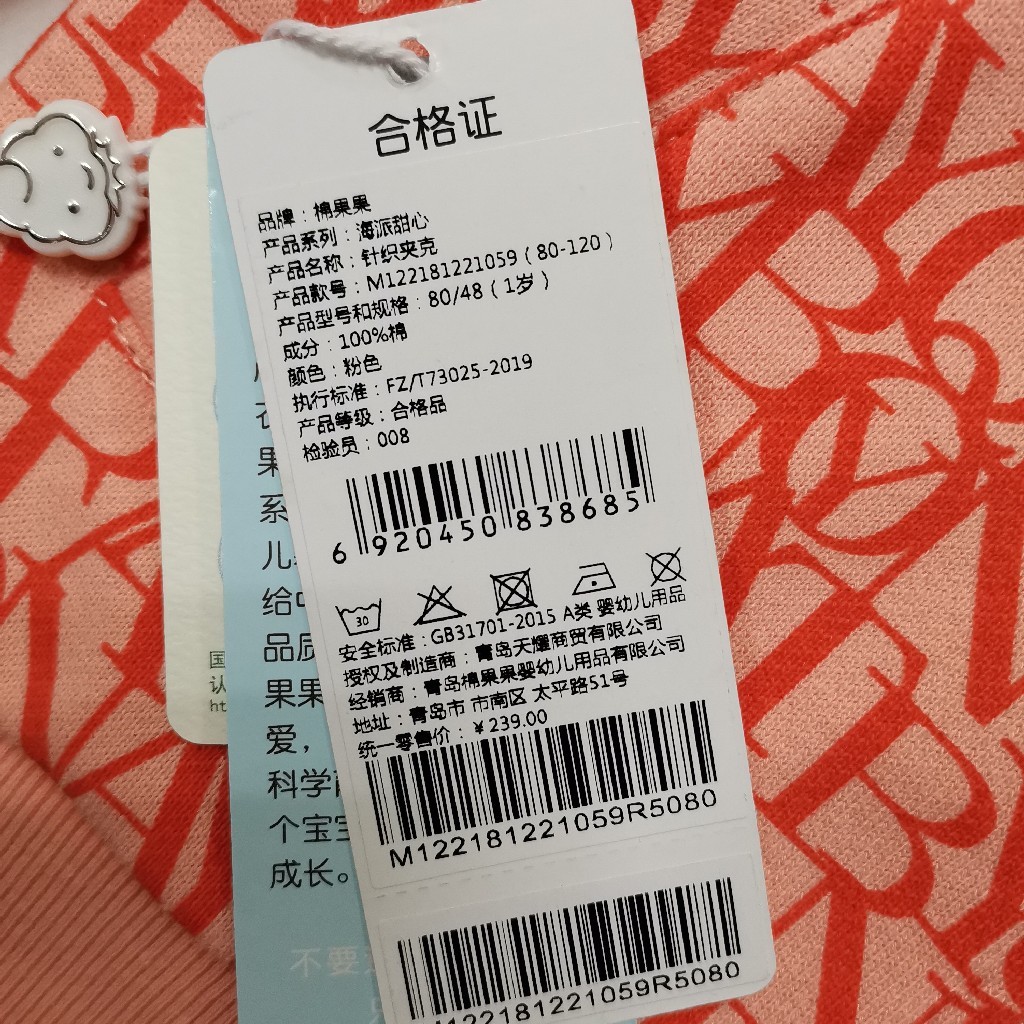 合格证
品牌：棉果果
产品系列：海派甜心
产品名称：针织夹克
产品款号：M122181221059（80-120）
产品型号和规格：80/48（1岁）
成分：100%棉
颜色：粉色
执行标准：FZ/T73025-2019
产品等级：合格品
检验员：008
6 920450 838685
30
安全标准：GB31701-2015 A类 婴幼儿用品
授权及制造商：青岛天耀商贸有限公司
经销商：青岛棉果果婴幼儿用品有限公司
地址：青岛市 市南区 太平路51号
统一零售价：￥239.00
M122181221059R5080
M122181221059R5080
果
系
儿
给中
品质
果果
爱，
科学
个宝宝
成长。
不要
国
认
ht